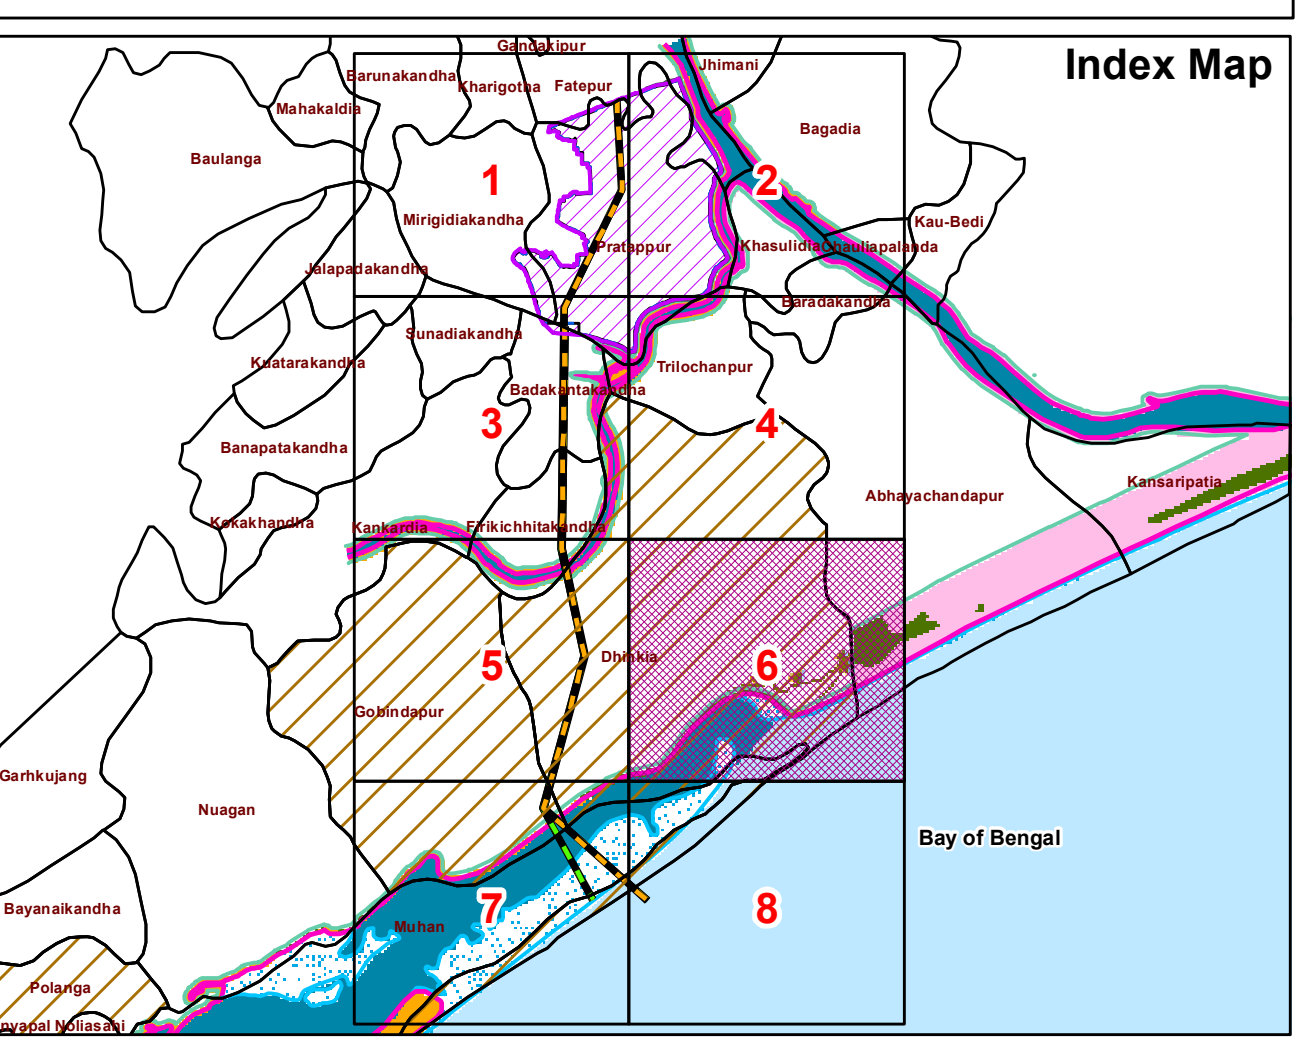 Index Map
Gandakipur
Jhimani
Barunakandha
Kharigotha
Fatepur
Mahakaldia
Bagadia
Baulanga
1
2
Mirigidiakandha
Kau-Bedi
Pratappur
Khasulidia
Chauliapalanda
Jalapadakandha
Baradakandha
Sunadiakandha
Kuatarakandha
Trilochanpur
Badakantakandha
3
4
Banapatakandha
Kansaripatia
Abhayachandapur
Kokakhandha
Kankardia
Firikichhitakandha
Dhinkia
5
6
Gobindapur
Garhkujang
Nuagan
Bay of Bengal
Bayanaikandha
7
8
Muhan
Polanga
nyapal Noliasahi